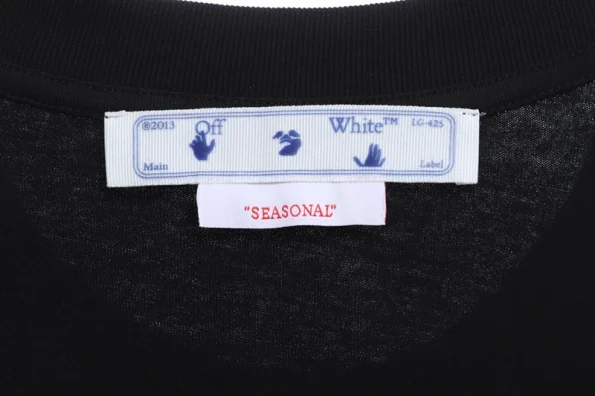 ©2013 Off White™ LG-425
Main Label
"SEASONAL"